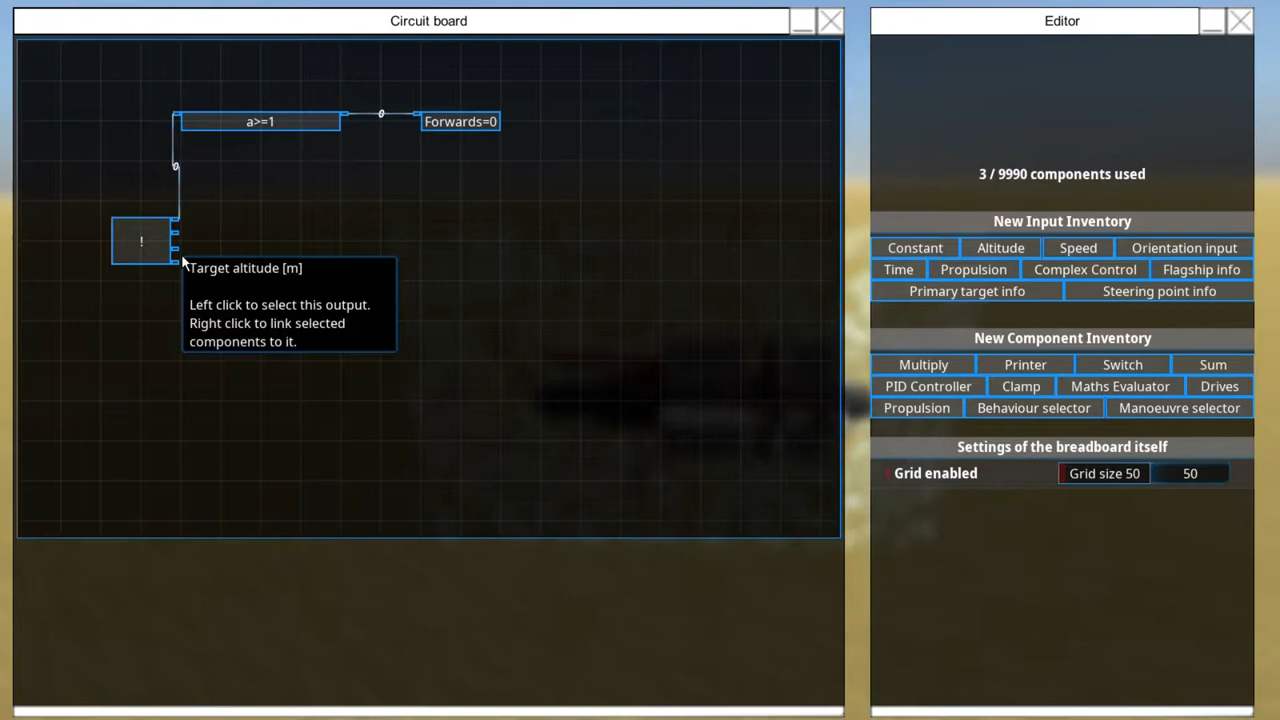 Circuit board
a>=1
0
Forwards=0
0
!
Target altitude [m]
Left click to select this output.
Right click to link selected
components to it.
Editor
3 / 9990 components used
New Input Inventory
Constant
Altitude
Speed
Orientation input
Time
Propulsion
Complex Control
Flagship info
Primary target info
Steering point info
New Component Inventory
Multiply
Printer
Switch
Sum
PID Controller
Clamp
Maths Evaluator
Drives
Propulsion
Behaviour selector
Manoeuvre selector
Settings of the breadboard itself
Grid enabled
Grid size 50
50